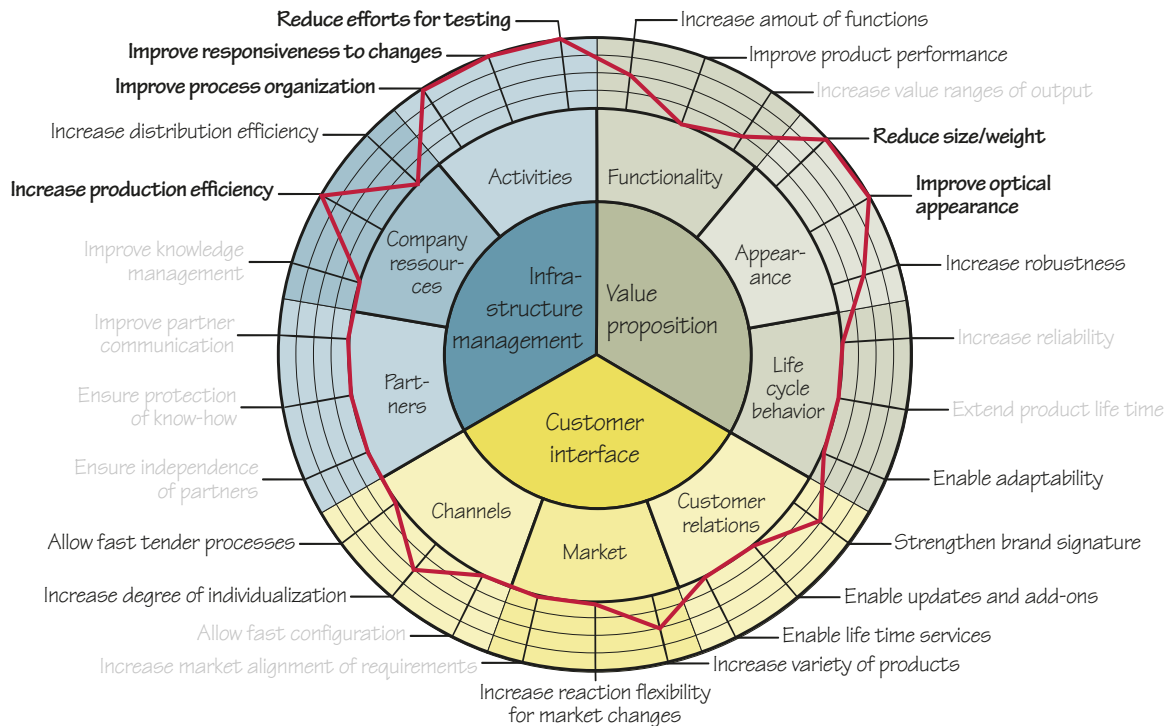 Reduce efforts for testing
Increase amout of functions
Improve responsiveness to changes
Improve product performance
Improve process organization
Increase value ranges of output
Increase distribution efficiency
Reduce size/weight
Increase production efficiency
Improve optical
appearance
Improve knowledge
management
Increase robustness
Improve partner
communication
Increase reliability
Ensure protection
of know-how
Extend product life time
Ensure independence
of partners
Enable adaptability
Allow fast tender processes
Strengthen brand signature
Increase degree of individualization
Enable updates and add-ons
Allow fast configuration
Enable life time services
Increase market alignment of requirements
Increase variety of products
Increase reaction flexibility
for market changes
Activities
Functionality
Company
ressour-
ces
Appear-
ance
Infra-
structure
management
Value
proposition
Part-
ners
Life
cycle
behavior
Customer
interface
Channels
Market
Customer
relations